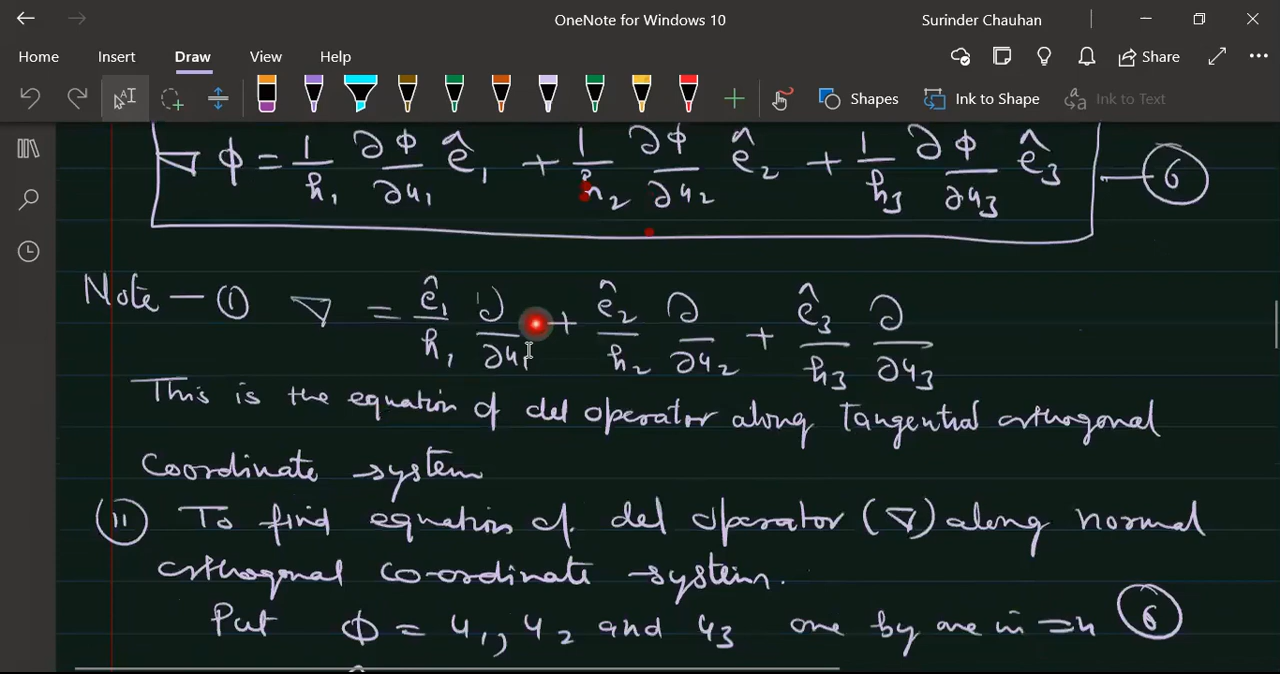 OneNote for Windows 10
Surinder Chauhan
Home Insert Draw View Help
Share
Shapes
Ink to Shape
Ink to Text
∇ϕ = 1/h₁ ∂ϕ/∂u₁ ê₁ + 1/h₂ ∂ϕ/∂u₂ ê₂ + 1/h₃ ∂ϕ/∂u₃ ê₃ — ⑥
Note — ① ∇ = ê₁/h₁ ∂/∂u₁ + ê₂/h₂ ∂/∂u₂ + ê₃/h₃ ∂/∂u₃
This is the equation of del operator along Tangential orthogonal
Coordinate system
(11) To find equation of del operator (∇) along normal
orthogonal co-ordinate system.
Put ϕ = u₁, u₂ and u₃ one by one in =n ⑥